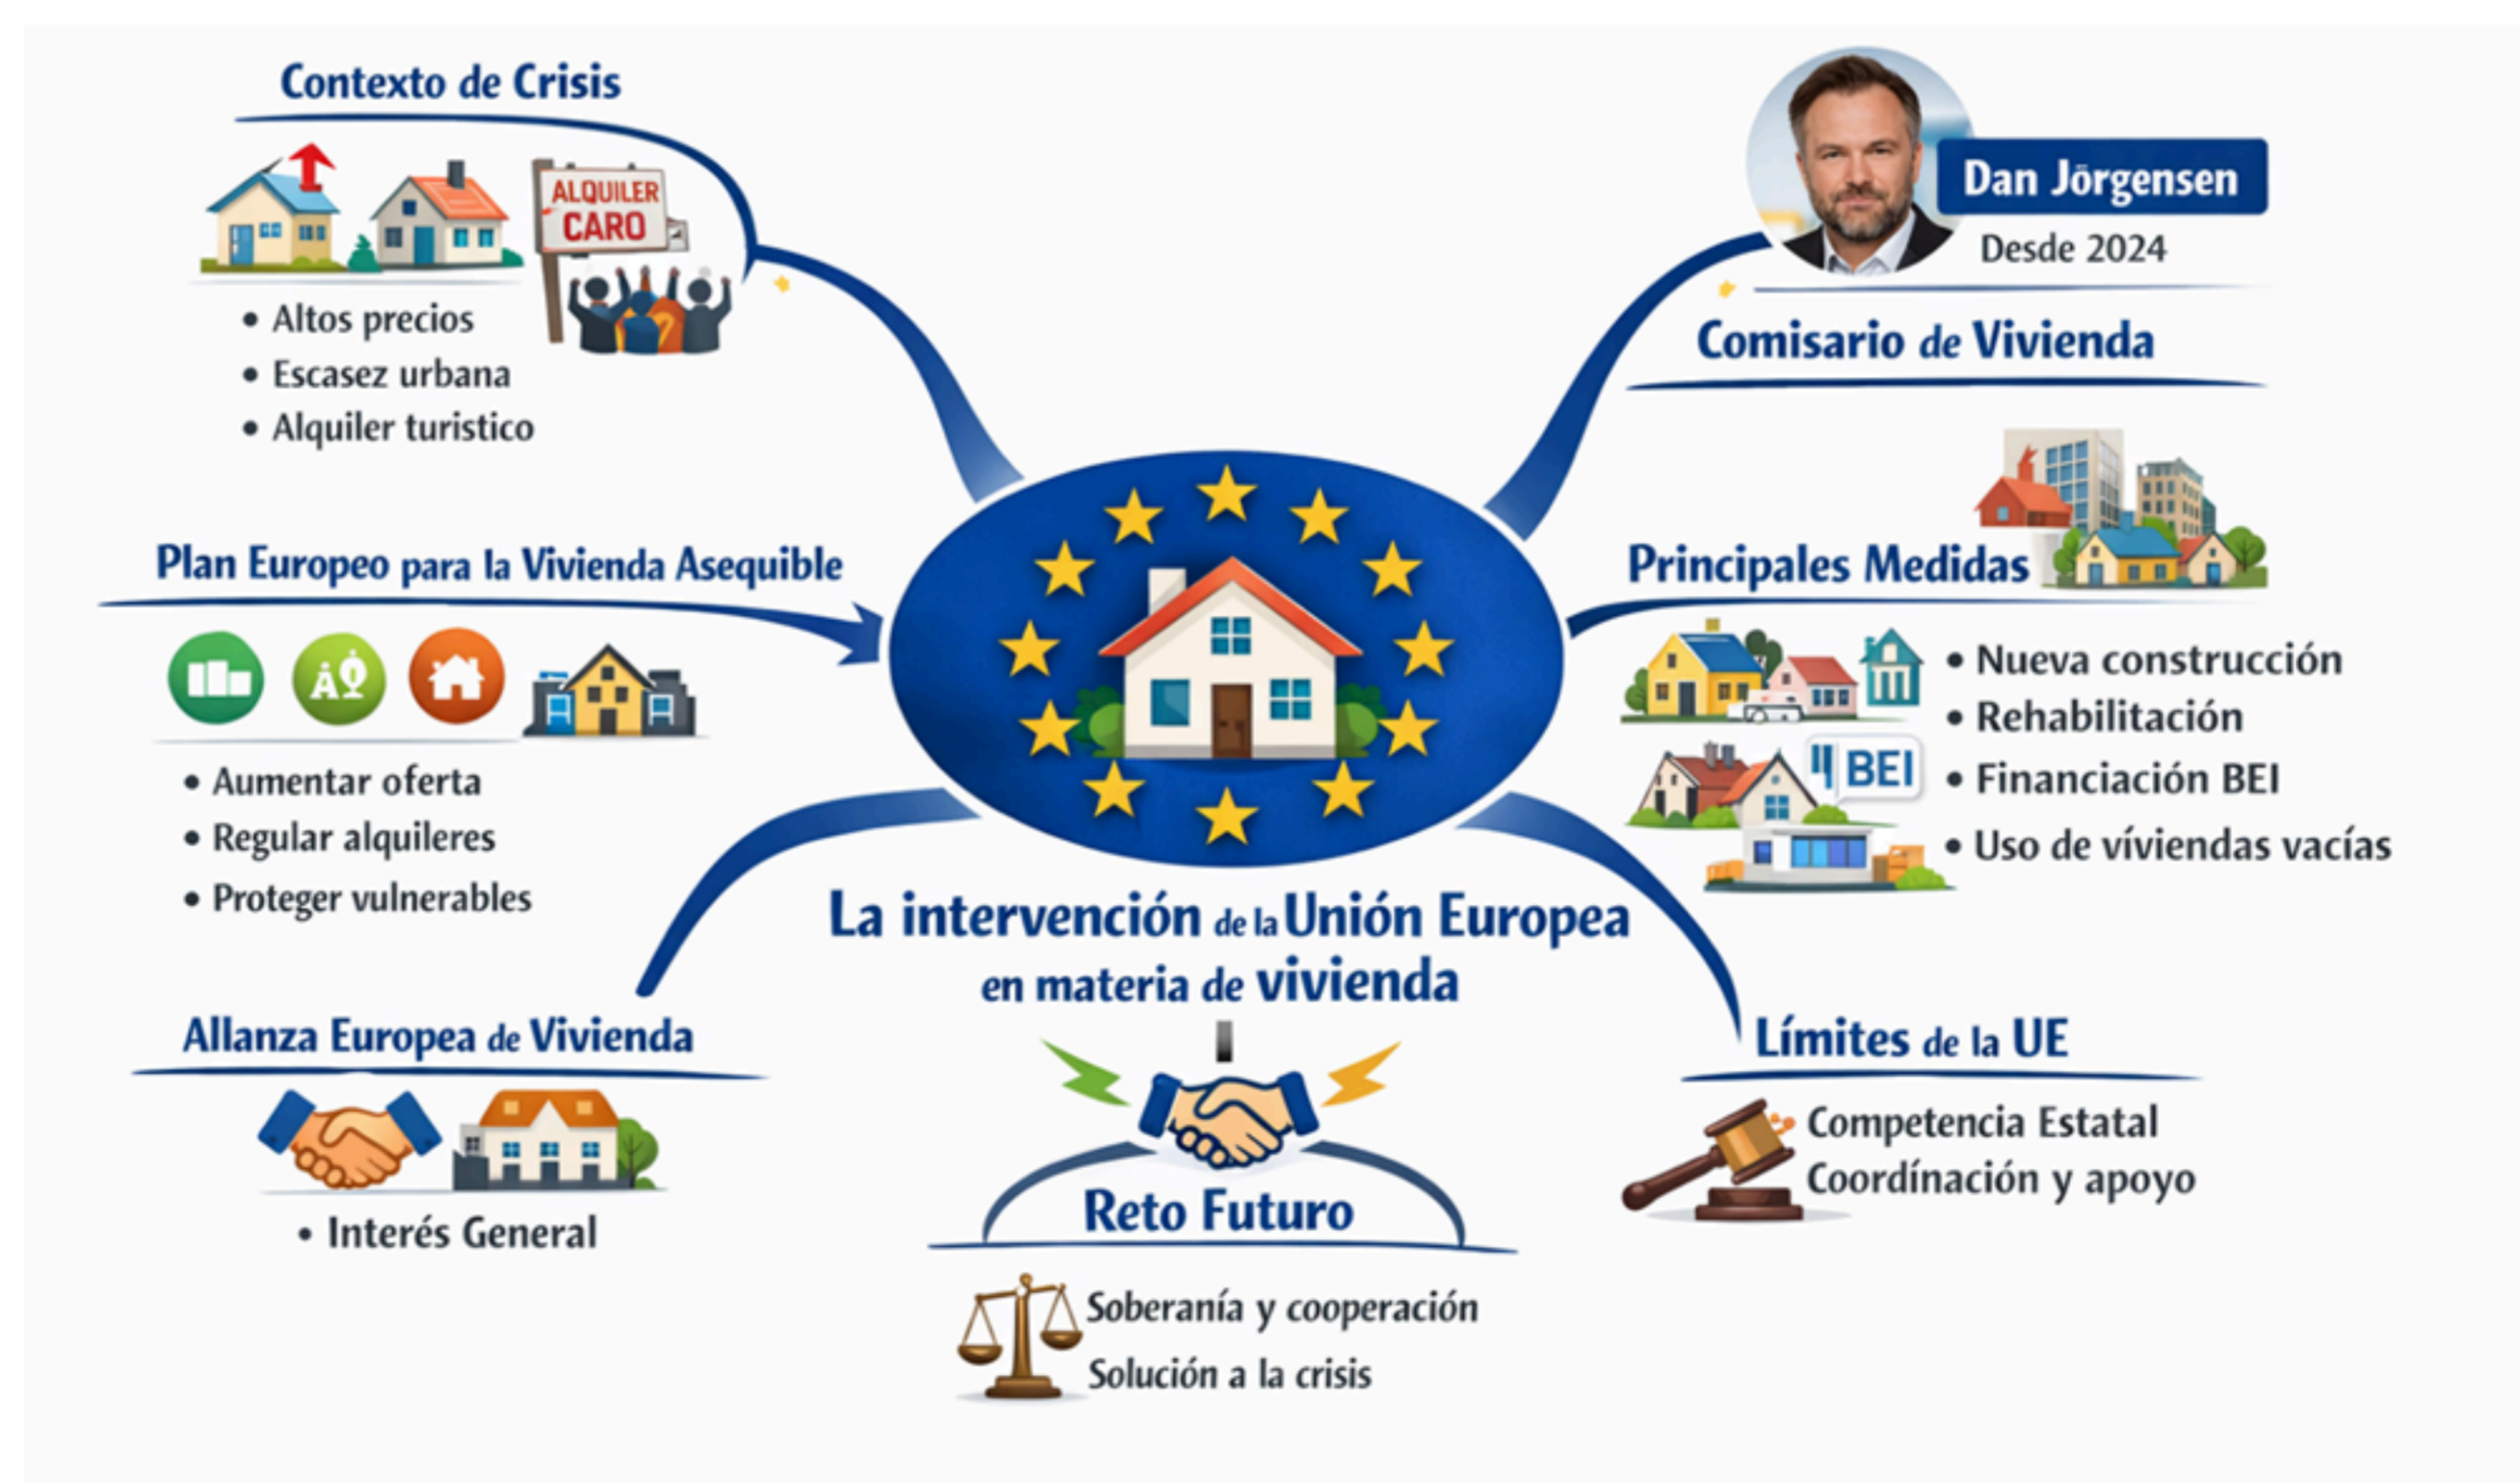 Contexto de Crisis
ALQUILER
CARO
• Altos precios
• Escasez urbana
• Alquiler turistico
Dan Jörgensen
Desde 2024
Comisario de Vivienda
Plan Europeo para la Vivienda Asequible
• Aumentar oferta
• Regular alquileres
• Proteger vulnerables
Principales Medidas
• Nueva construcción
• Rehabilitación
BEI
• Financiación BEI
• Uso de víviendas vacías
La intervención de la Unión Europea
en materia de vivienda
Allanza Europea de Vivienda
• Interés General
Límites de la UE
Competencia Estatal
Coordínación y apoyo
Reto Futuro
Soberanía y cooperación
Solución a la crisis